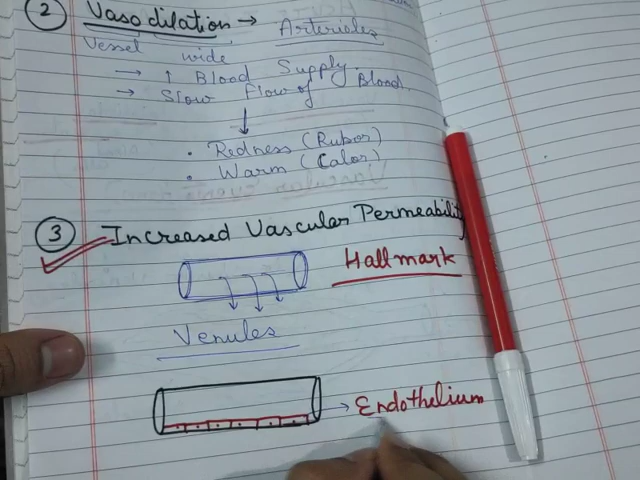 ② Vasodilation → Arterioles
Vessel wide
→ ↑ Blood Supply.
→ Slow Flow of Blood.
↓
• Redness (Rubor)
• Warm (Calor)
③ Increased Vascular Permeability
Hallmark
Venules
→ Endothelium